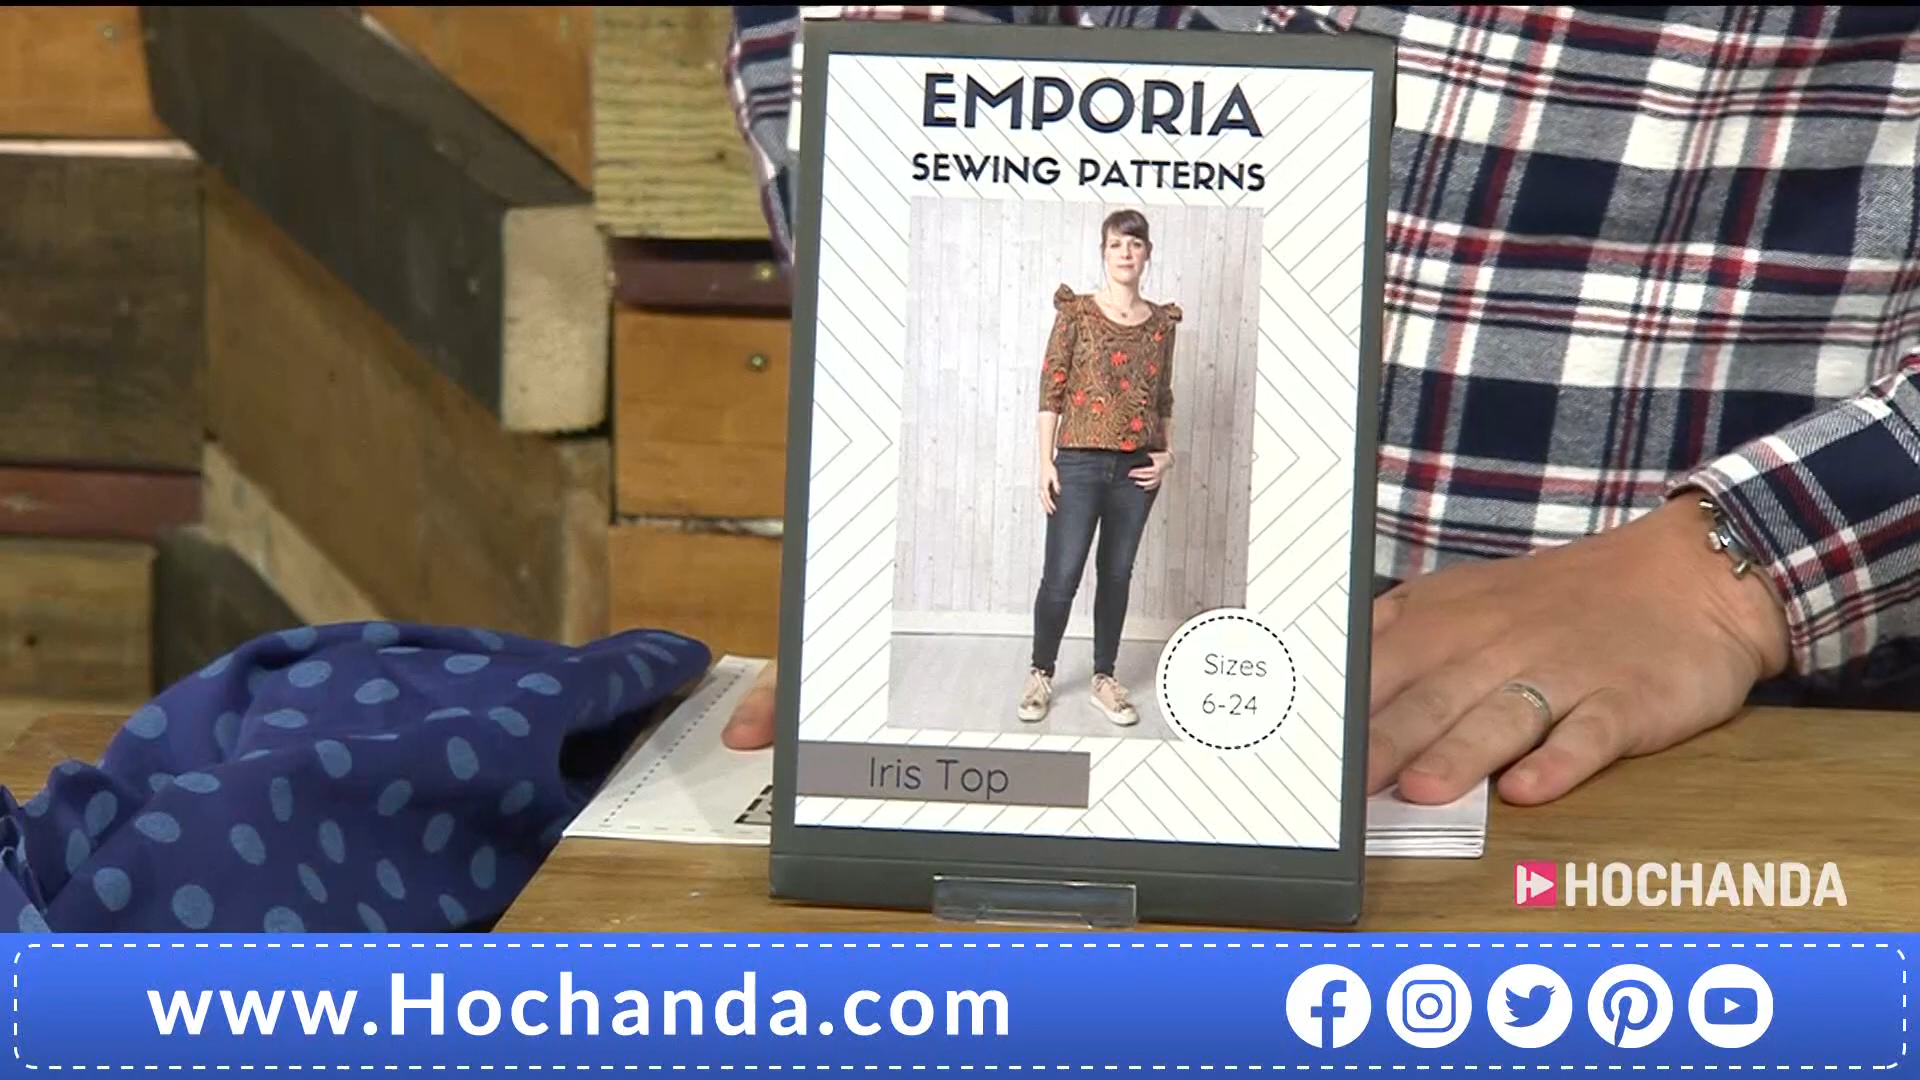 EMPORIA
SEWING PATTERNS
Sizes
6-24
Iris Top
HOCHANDA
www.Hochanda.com